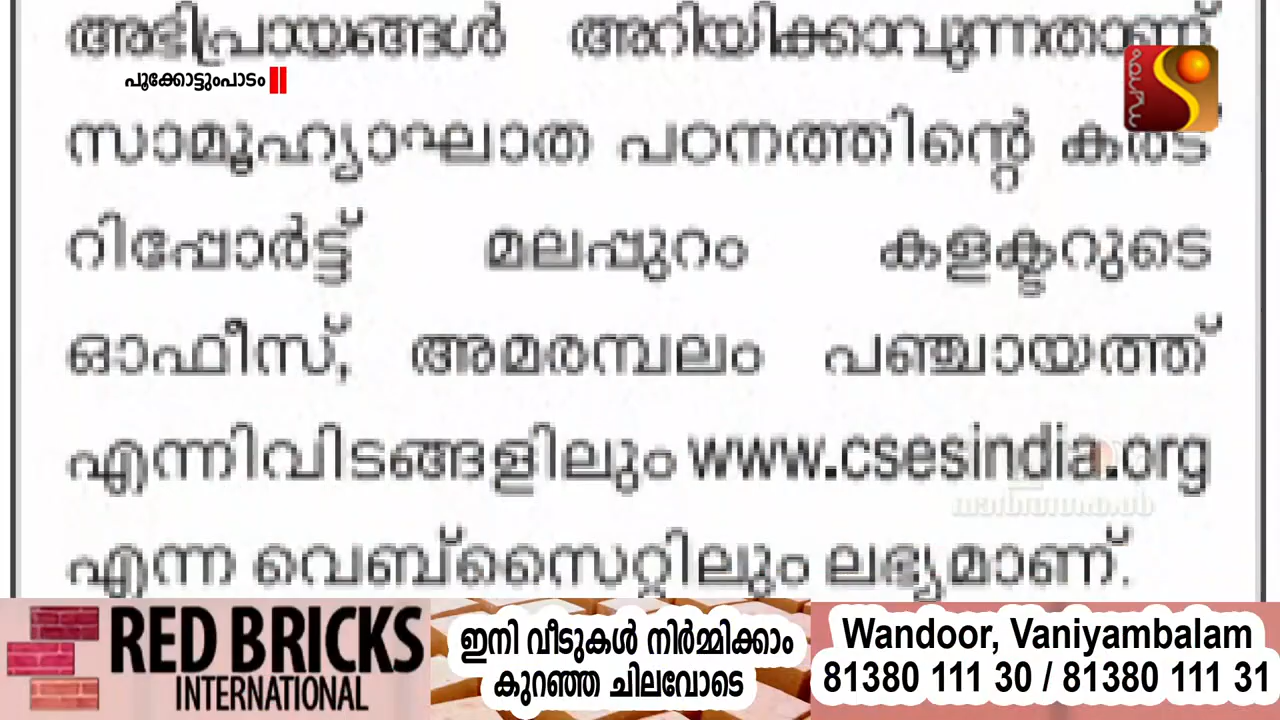 അഭിപ്രായങ്ങൾ അറിയിക്കാവുന്നതാണ്
പൂക്കോട്ടുംപാടം
സാമൂഹ്യാഘാത പഠനത്തിന്റെ കരട്
റിപ്പോർട്ട് മലപ്പുറം കളക്ടറുടെ
ഓഫീസ്, അമരമ്പലം പഞ്ചായത്ത്
എന്നിവിടങ്ങളിലും www.csesindia.org
എന്ന വെബ്സൈറ്റിലും ലഭ്യമാണ്.
RED BRICKS
INTERNATIONAL
ഇനി വീടുകൾ നിർമ്മിക്കാം
കുറഞ്ഞ ചിലവോടെ
Wandoor, Vaniyambalam
81380 111 30 / 81380 111 31